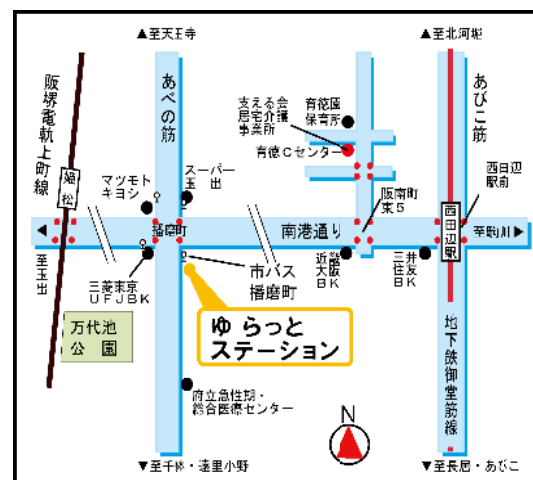 ▲至天王寺
▲至北河堀
阪堺電軌上町線
あべの筋
あびこ筋
支える会
居宅介護
事業所
育徳園
保育所
育徳Cセンター
マツモト
キヨシ
スーパー
玉出
姫松
阪南町
東5
西田辺
駅前
播磨町
南港通り
西田辺駅
至駒川
至玉出
三菱東京
UFJBK
市バス
播磨町
近畿
大阪
BK
三井
住友
BK
万代池
公園
ゆらっと
ステーション
地下鉄御堂筋線
府立急性期・
総合医療センター
N
▼至千体・遠里小野
▼至長居・あびこ